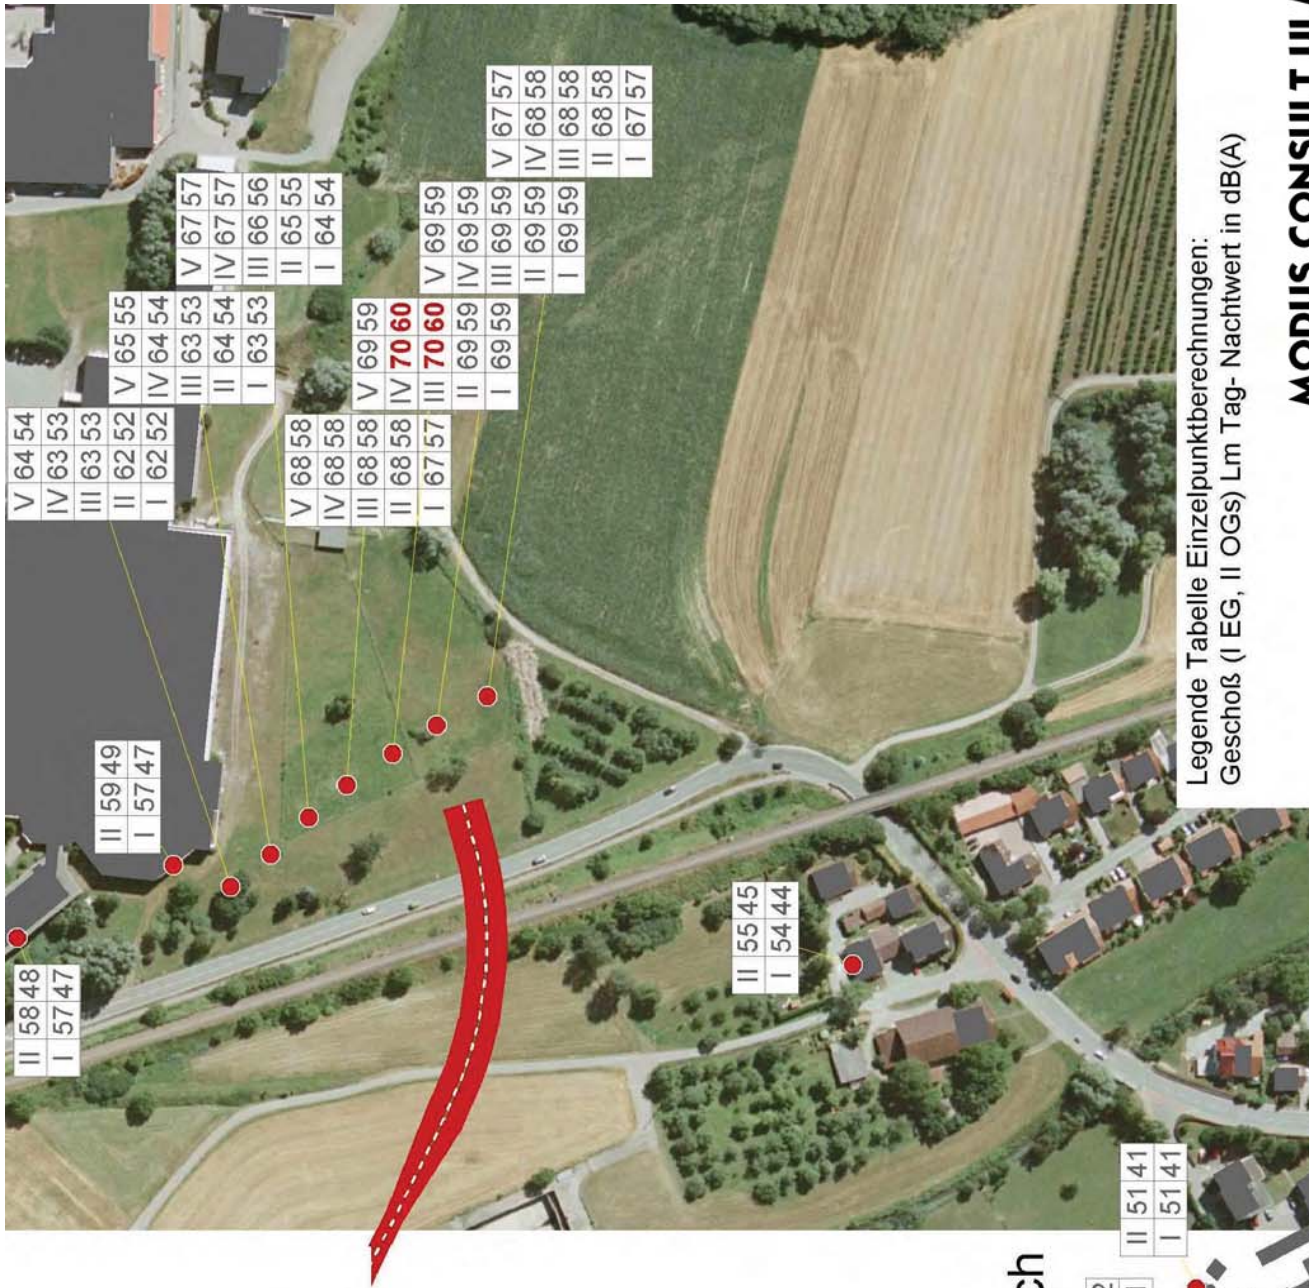 II 58 48
I 57 47
V 64 54
IV 63 53
III 63 53
II 62 52
I 62 52
II 59 49
I 57 47
V 65 55
IV 64 54
III 63 53
II 64 54
I 63 53
V 67 57
IV 67 57
III 66 56
II 65 55
I 64 54
V 68 58
IV 68 58
III 68 58
II 68 58
I 67 57
V 69 59
IV 70 60
III 70 60
II 69 59
I 69 59
V 69 59
IV 69 59
III 69 59
II 69 59
I 69 59
V 67 57
IV 68 58
III 68 58
II 68 58
I 67 57
II 55 45
I 54 44
ch
II 51 41
I 51 41
Legende Tabelle Einzelpunktberechnungen:
Geschoß (I EG, II OGs) Lm Tag- Nachtwert in dB(A)
MODUS CONSULT